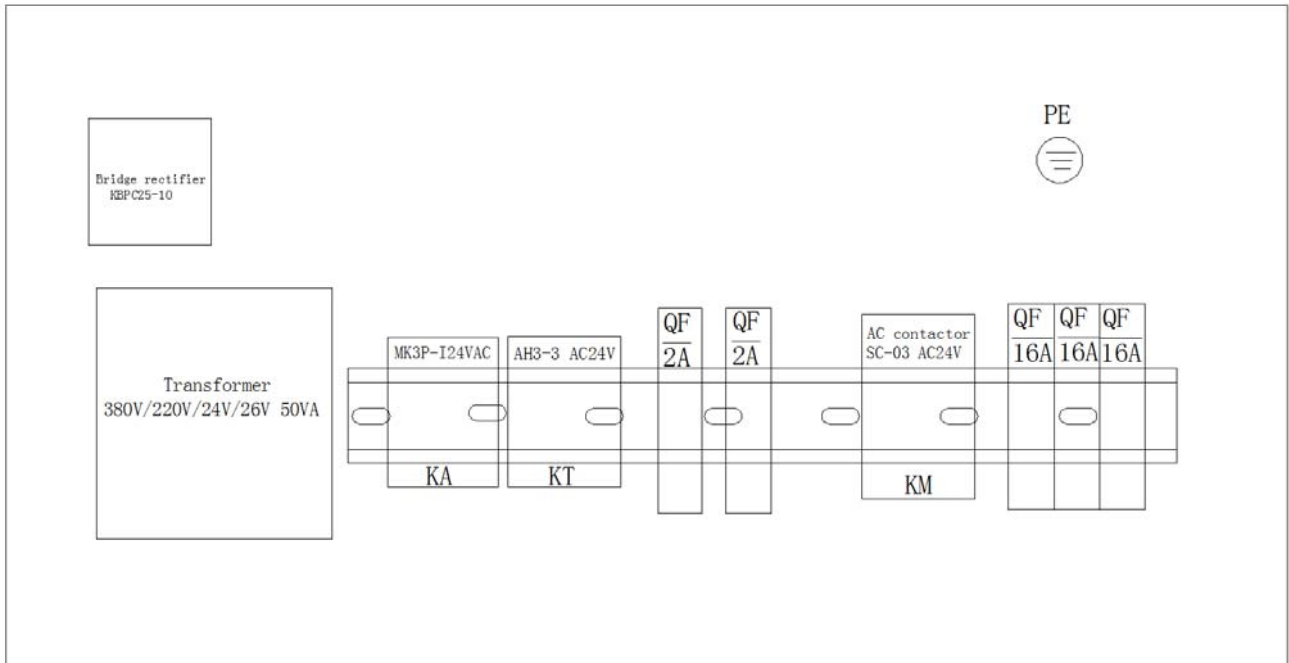 PE
Bridge rectifier
KBPC25-10
Transformer
380V/220V/24V/26V 50VA
MK3P-I24VAC
KA
AH3-3 AC24V
KT
QF
2A
QF
2A
AC contactor
SC-03 AC24V
KM
QF QF QF
16A 16A 16A